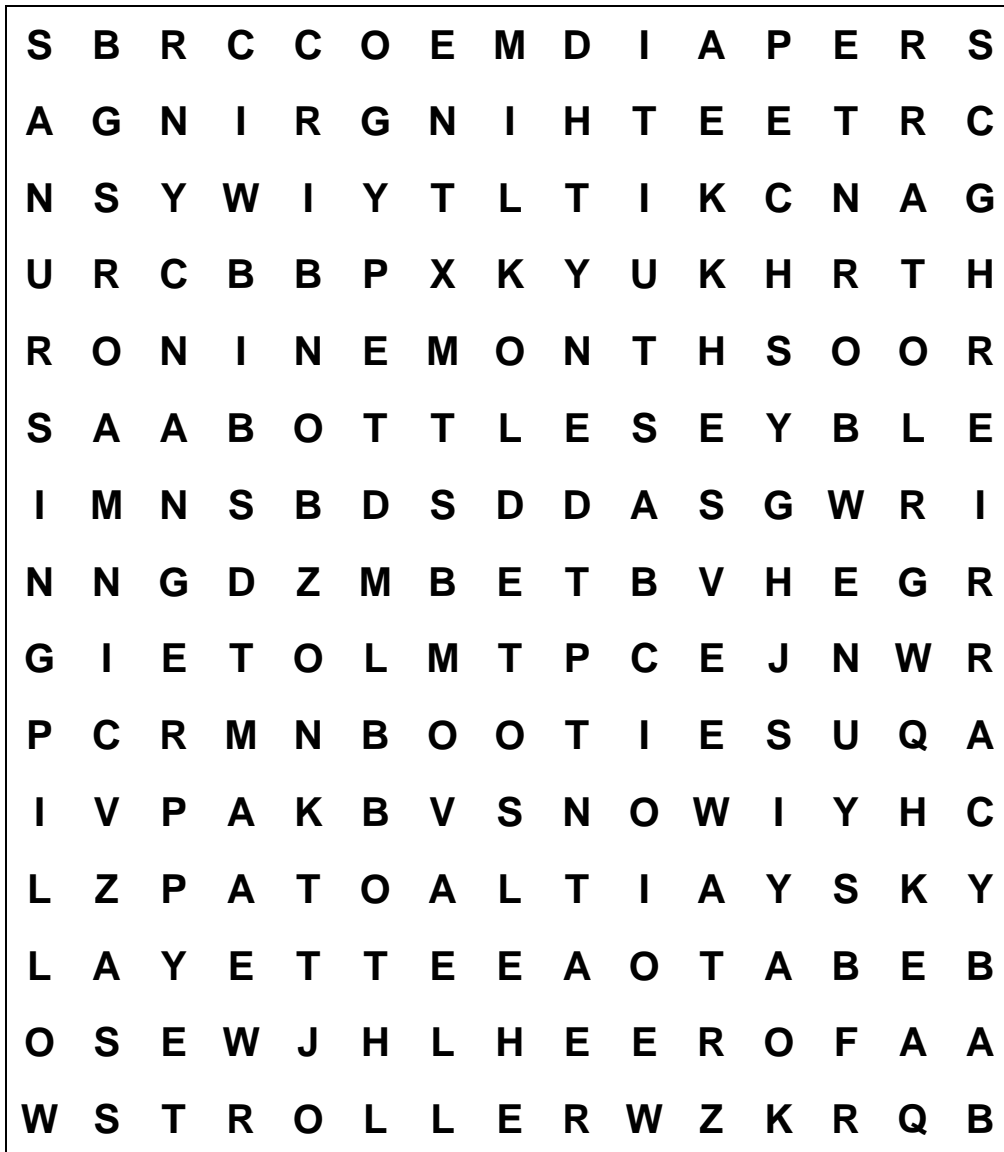 S B R C C O E M D I A P E R S
A G N I R G N I H T E E T R C
N S Y W I Y T L T I K C N A G
U R C B B P X K Y U K H R T H
R O N I N E M O N T H S O O R
S A A B O T T L E S E Y B L E
I M N S B D S D D A S G W R I
N N G D Z M B E T B V H E G R
G I E T O L M T P C E J N W R
P C R M N B O O T I E S U Q A
I V P A K B V S N O W I Y H C
L Z P A T O A L T I A Y S K Y
L A Y E T T E E A O T A B E B
O S E W J H L H E E R O F A A
W S T R O L L E R W Z K R Q B